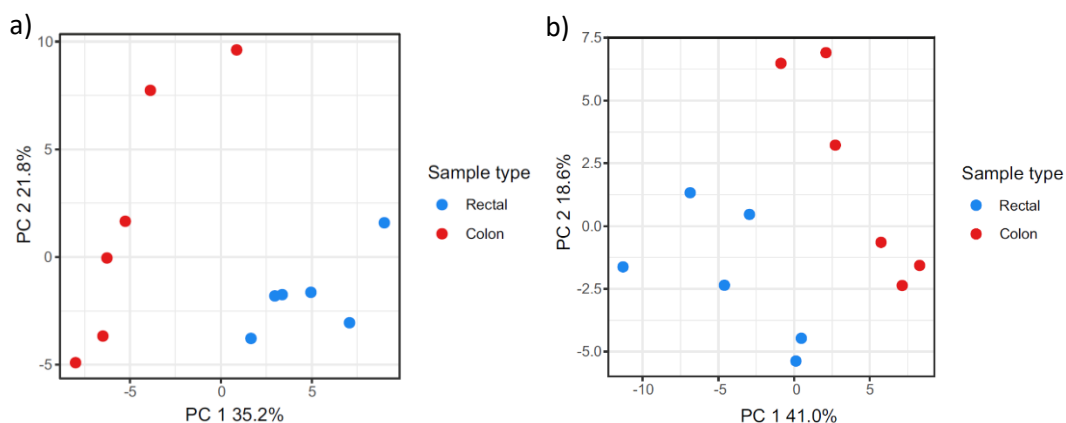 a)
10
5
0
-5
-5
0
5
PC 2 21.8%
PC 1 35.2%
Sample type
Rectal
Colon
b)
7.5
5.0
2.5
0.0
-2.5
-5.0
-10
-5
0
5
PC 2 18.6%
PC 1 41.0%
Sample type
Rectal
Colon